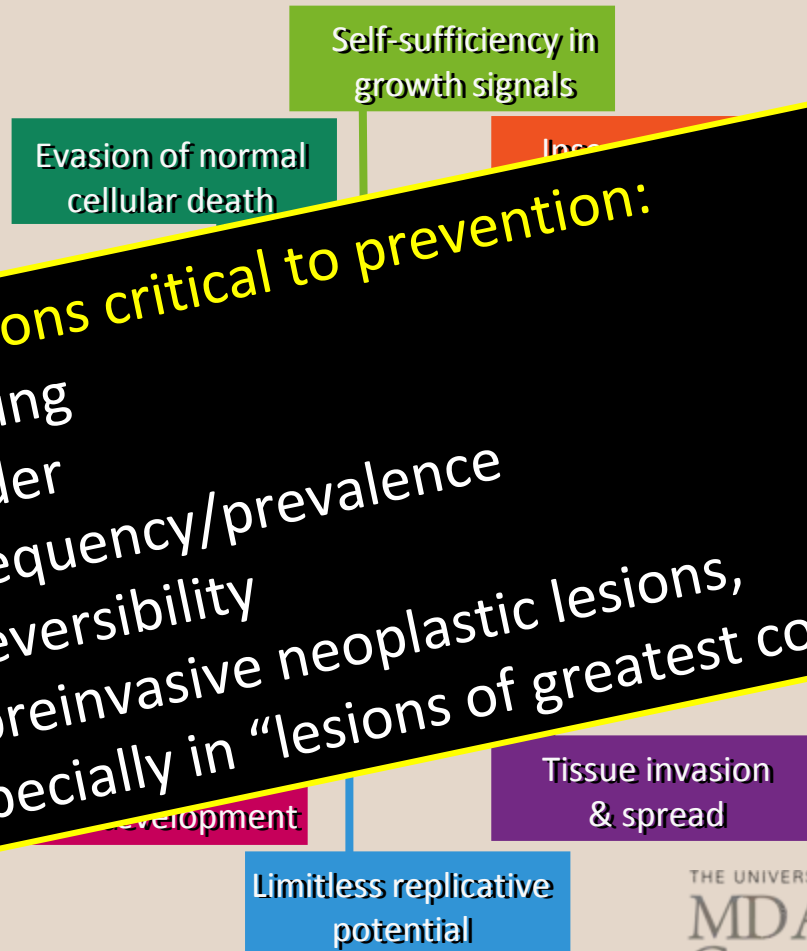 Self-sufficiency in
growth signals
Evasion of normal
cellular death
ons critical to prevention:
ing
der
equency/prevalence
eversibility
preinvasive neoplastic lesions,
pecially in “lesions of greatest co
evelopment
Tissue invasion
& spread
Limitless replicative
potential
THE UNIVERS
MDA